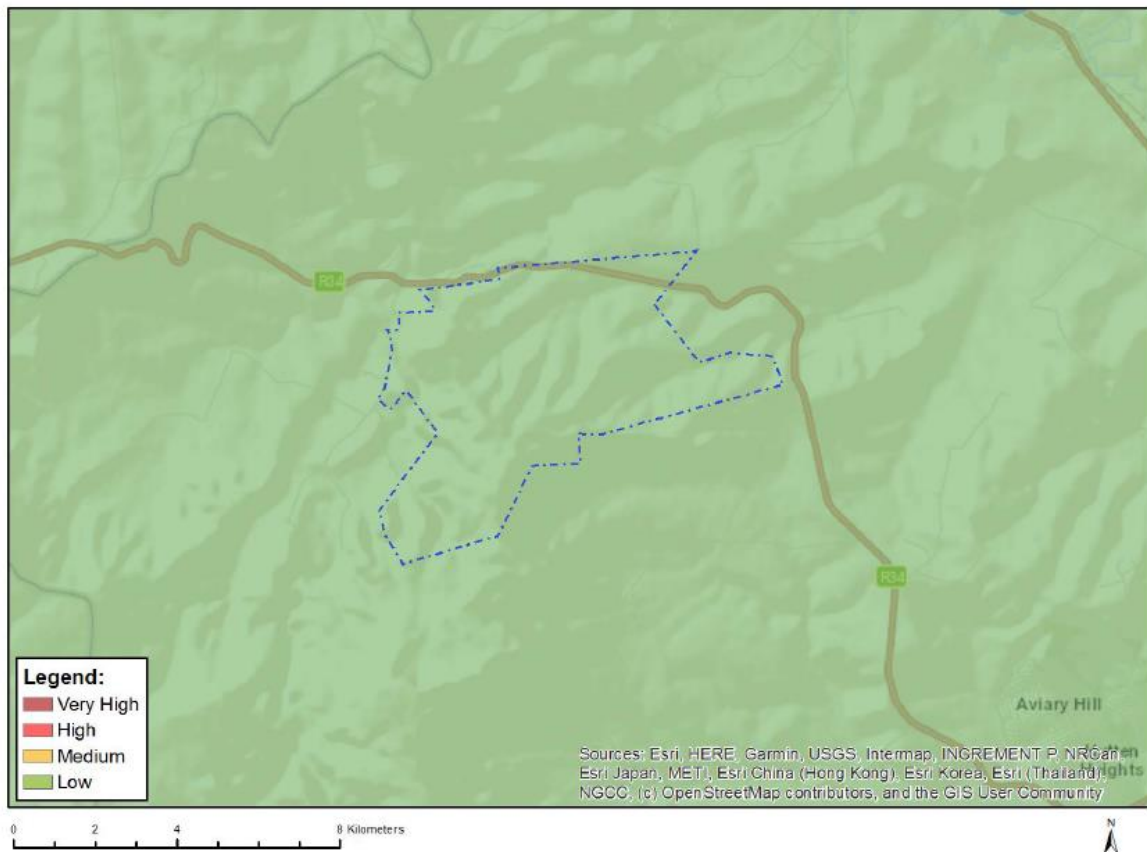 R34
R34
Aviary Hill
Hutten
Heights
Legend:
Very High
High
Medium
Low
Sources: Esri, HERE, Garmin, USGS, Intermap, INCREMENT P, NRCan,
Esri Japan, METI, Esri China (Hong Kong), Esri Korea, Esri (Thailand),
NGCC, (c) OpenStreetMap contributors, and the GIS User Community
0 2 4 8 Kilometers
N